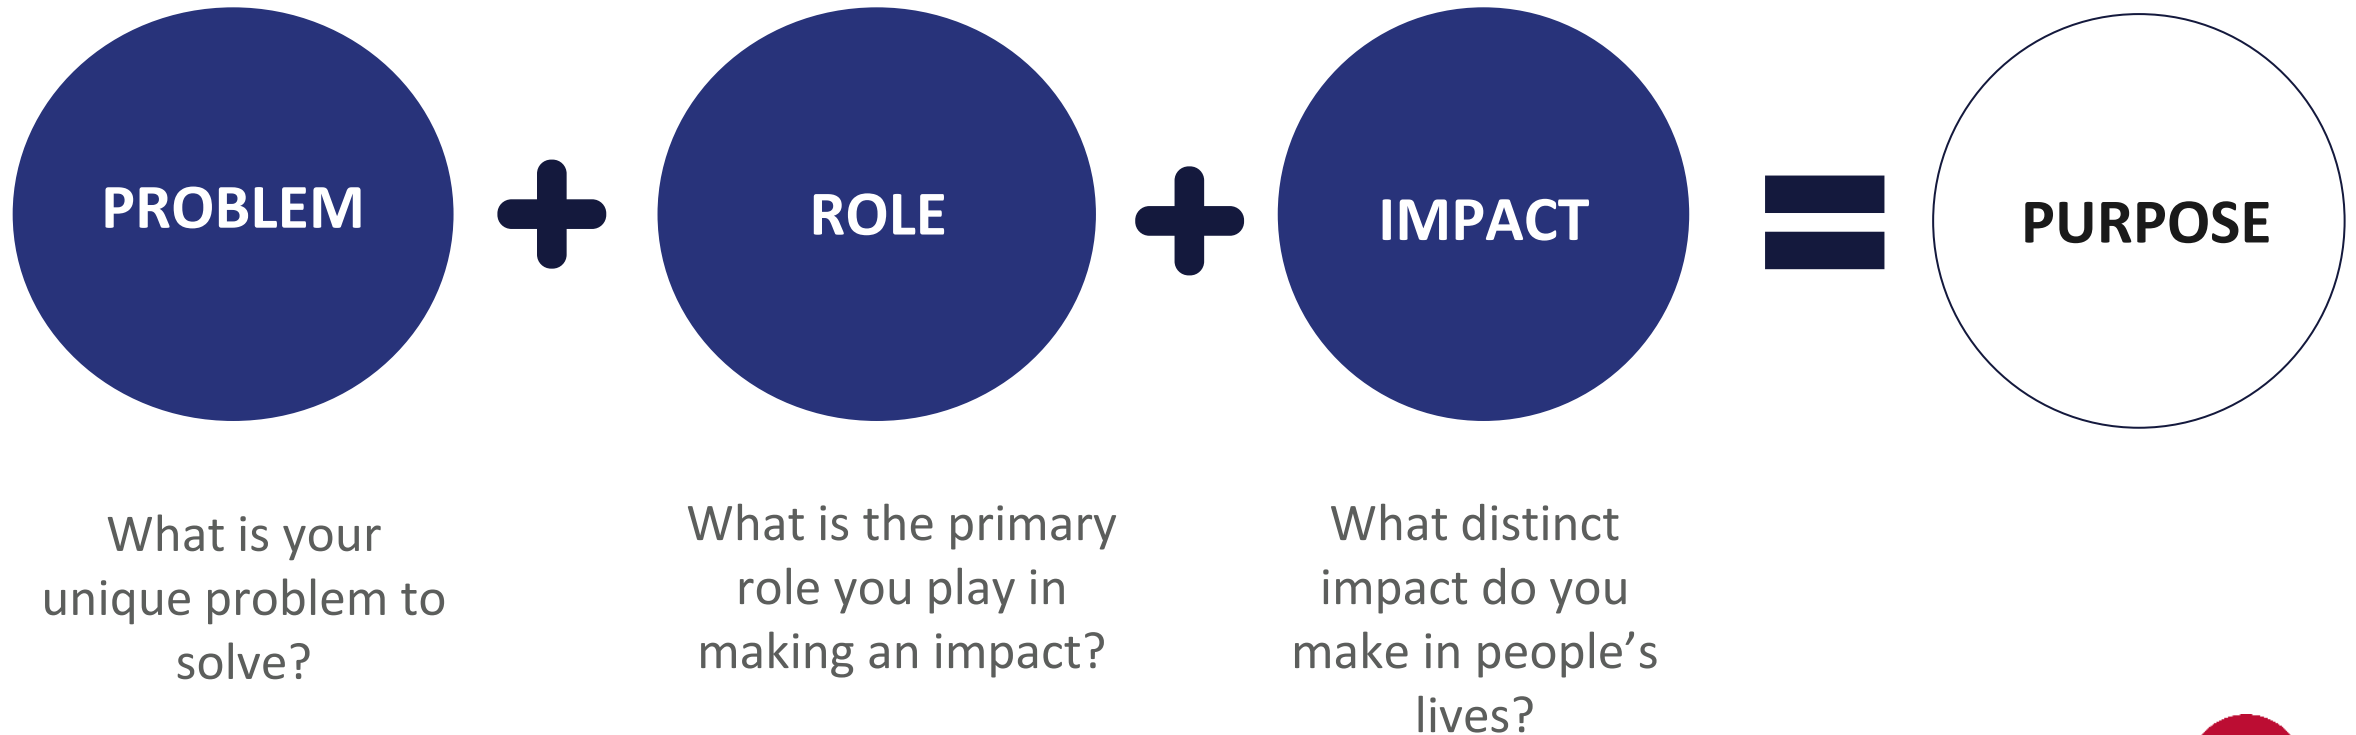 PROBLEM
ROLE
IMPACT
PURPOSE
What is your
unique problem to
solve?
What is the primary
role you play in
making an impact?
What distinct
impact do you
make in people’s
lives?